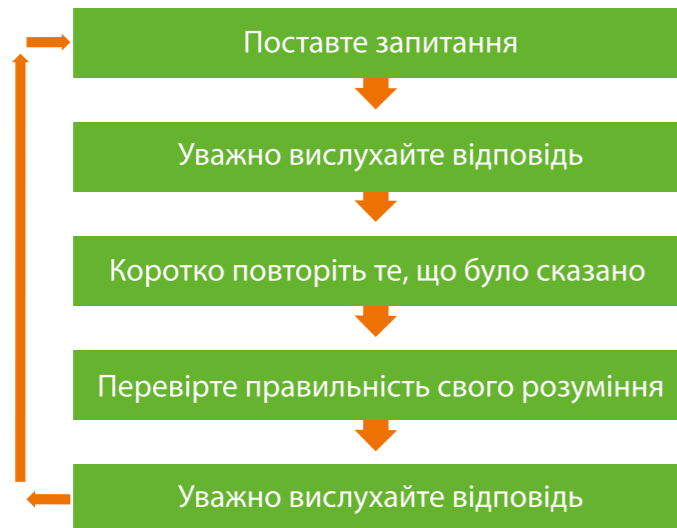 Поставте запитання
Уважно вислухайте відповідь
Коротко повторіть те, що було сказано
Перевірте правильність свого розуміння
Уважно вислухайте відповідь